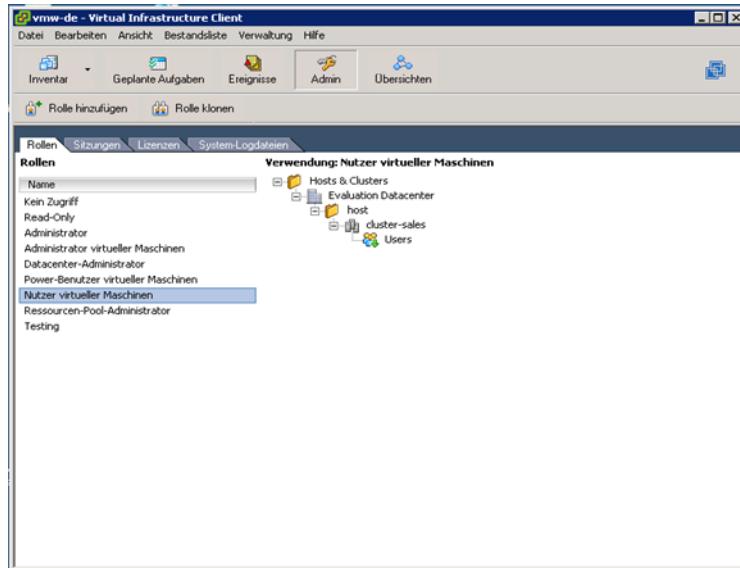 vmw-de - Virtual Infrastructure Client
Datei Bearbeiten Ansicht Bestandsliste Verwaltung Hilfe
Inventar Geplante Aufgaben Ereignisse Admin Übersichten
Rolle hinzufügen Rolle klonen
Rollen Sitzungen Lizenzen System-Logdateien
Rollen
Name
Kein Zugriff
Read-Only
Administrator
Administrator virtueller Maschinen
Datacenter-Administrator
Power-Benutzer virtueller Maschinen
Nutzer virtueller Maschinen
Ressourcen-Pool-Administrator
Testing
Verwendung: Nutzer virtueller Maschinen
Hosts & Clusters
Evaluation Datacenter
host
cluster-sales
Users